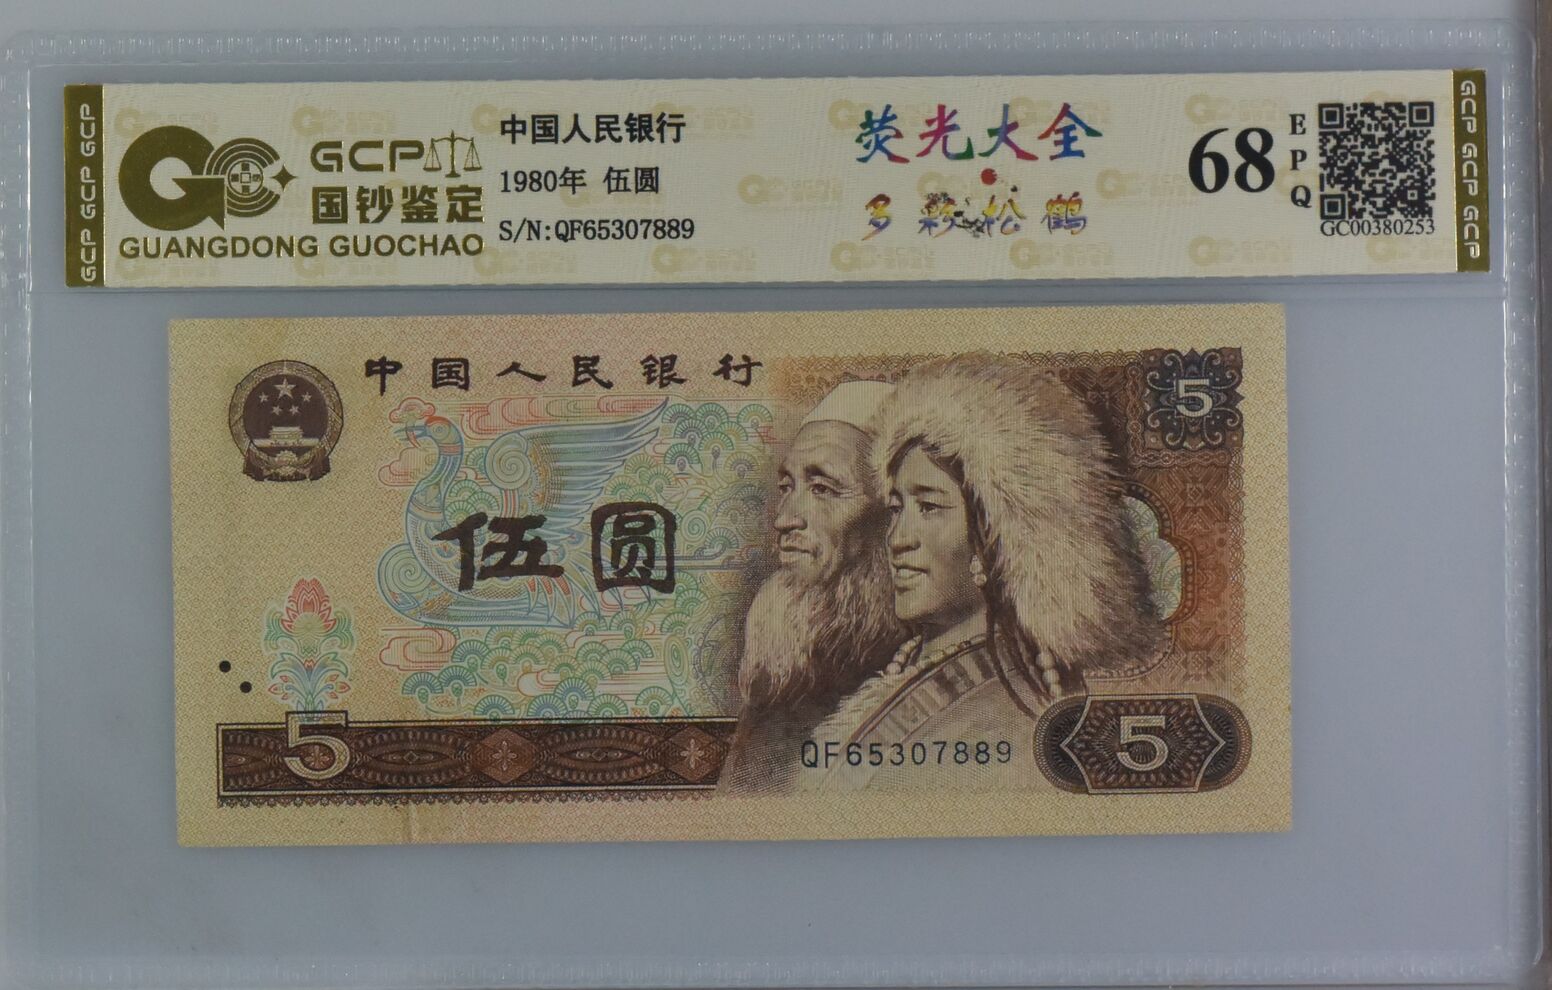 GCP GCP GCP
GCP
国钞鉴定
GUANGDONG GUOCHAO
中国人民银行
1980年 伍圆
S/N:QF65307889
荧光大全
多颗松鹤
68
EPQ
GC00380253
GCP GCP GCP
中国人民银行
5
伍圆
5
QF65307889
5